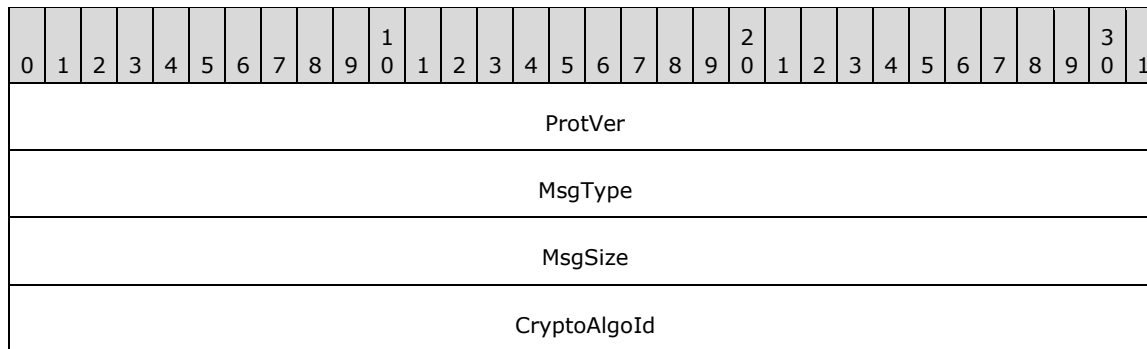 1 2 3
0 1 2 3 4 5 6 7 8 9 0 1 2 3 4 5 6 7 8 9 0 1 2 3 4 5 6 7 8 9 0 1
ProtVer
MsgType
MsgSize
CryptoAlgoId